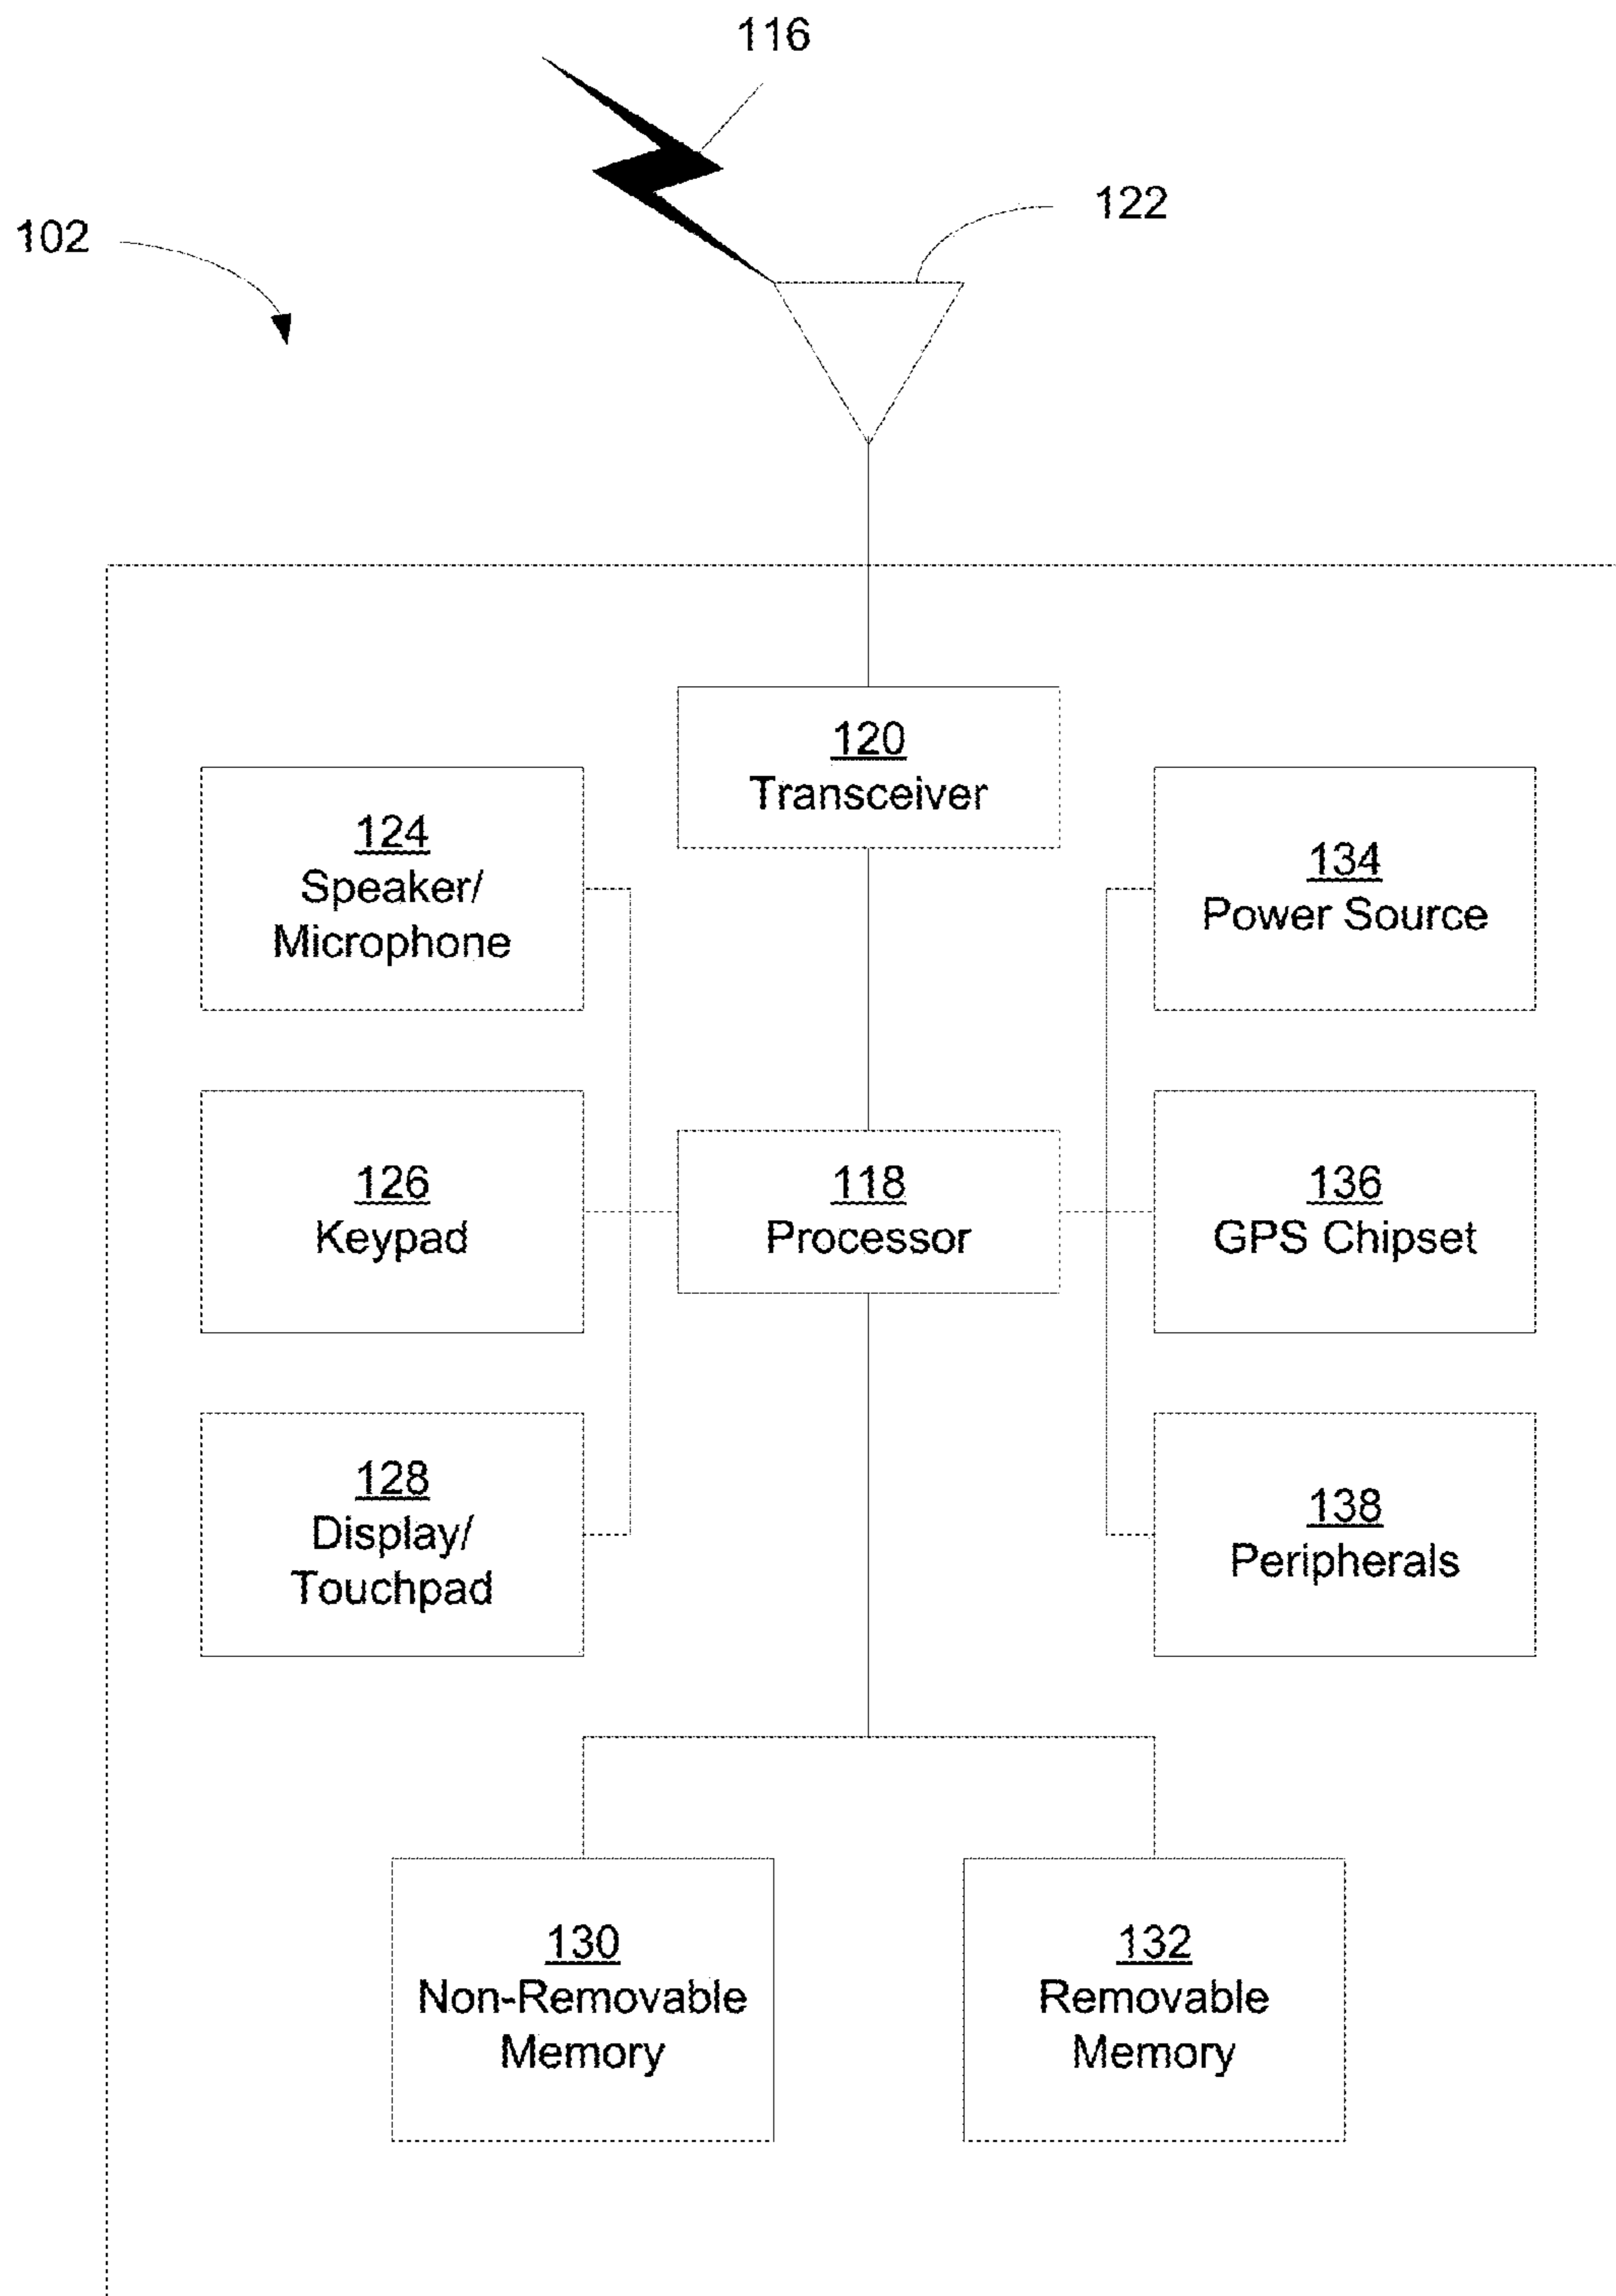 116
122
102
120
Transceiver
124
Speaker/
Microphone
134
Power Source
126
Keypad
118
Processor
136
GPS Chipset
128
Display/
Touchpad
138
Peripherals
130
Non-Removable
Memory
132
Removable
Memory